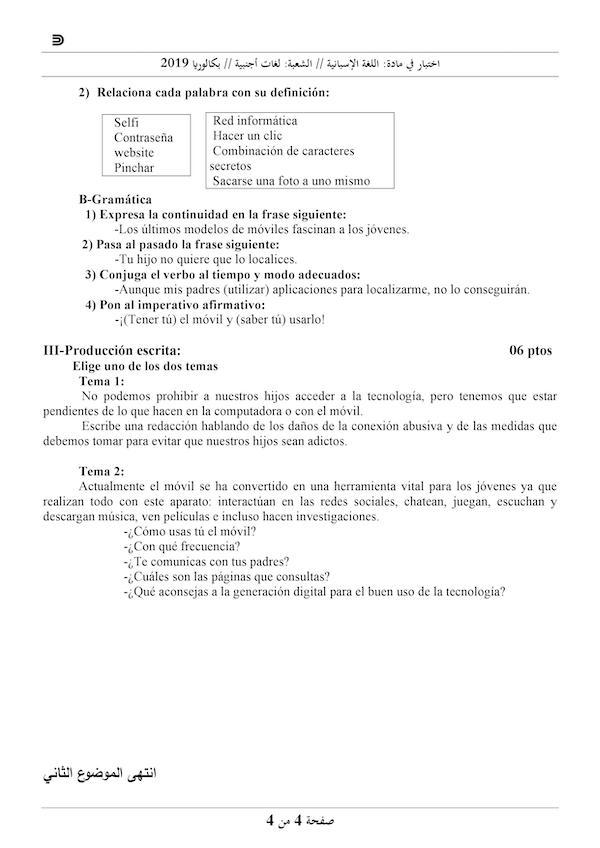 اختبار في مادة: اللغة الإسبانية // الشعبة: لغات أجنبية // بكالوريا 2019
2) Relaciona cada palabra con su definición:
Selfi
Contraseña
website
Pinchar
Red informática
Hacer un clic
Combinación de caracteres
secretos
Sacarse una foto a uno mismo
B-Gramática
1) Expresa la continuidad en la frase siguiente:
-Los últimos modelos de móviles fascinan a los jóvenes.
2) Pasa al pasado la frase siguiente:
-Tu hijo no quiere que lo localices.
3) Conjuga el verbo al tiempo y modo adecuados:
-Aunque mis padres (utilizar) aplicaciones para localizarme, no lo conseguirán.
4) Pon al imperativo afirmativo:
-¡(Tener tú) el móvil y (saber tú) usarlo!
III-Producción escrita: 06 ptos
Elige uno de los dos temas
Tema 1:
No podemos prohibir a nuestros hijos acceder a la tecnología, pero tenemos que estar
pendientes de lo que hacen en la computadora o con el móvil.
Escribe una redacción hablando de los daños de la conexión abusiva y de las medidas que
debemos tomar para evitar que nuestros hijos sean adictos.
Tema 2:
Actualmente el móvil se ha convertido en una herramienta vital para los jóvenes ya que
realizan todo con este aparato: interactúan en las redes sociales, chatean, juegan, escuchan y
descargan música, ven películas e incluso hacen investigaciones.
-¿Cómo usas tú el móvil?
-¿Con qué frecuencia?
-¿Te comunicas con tus padres?
-¿Cuáles son las páginas que consultas?
-¿Qué aconsejas a la generación digital para el buen uso de la tecnología?
انتهى الموضوع الثاني
صفحة 4 من 4